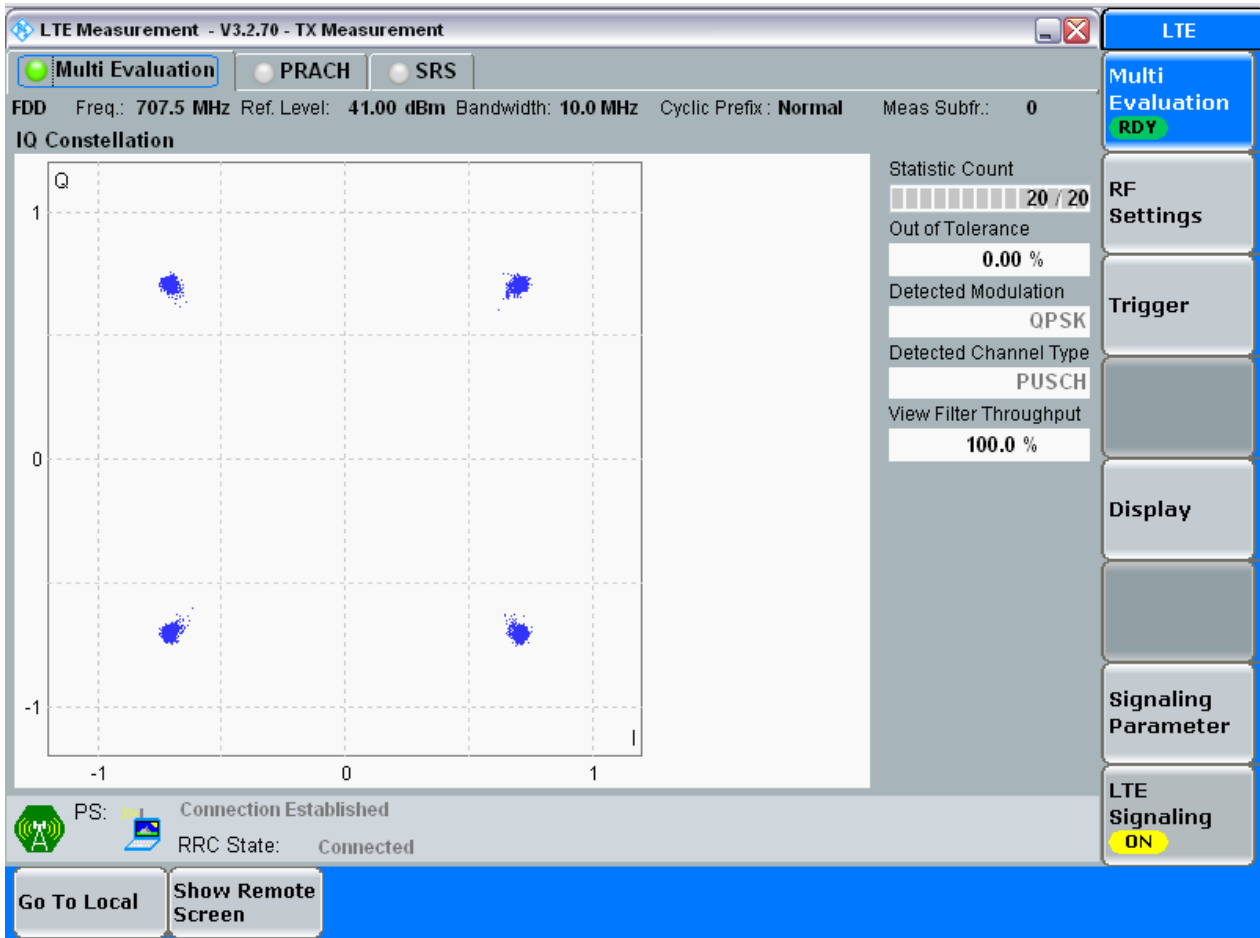 LTE Measurement - V3.2.70 - TX Measurement
LTE
Multi Evaluation
PRACH
SRS
Multi
Evaluation
RDY
FDD Freq.: 707.5 MHz Ref. Level: 41.00 dBm Bandwidth: 10.0 MHz Cyclic Prefix : Normal Meas Subfr.: 0
IQ Constellation
Q
1
0
-1
I
-1 0 1
Statistic Count
20 / 20
Out of Tolerance
0.00 %
Detected Modulation
QPSK
Detected Channel Type
PUSCH
View Filter Throughput
100.0 %
RF
Settings
Trigger
Display
Signaling
Parameter
LTE
Signaling
ON
PS: Connection Established
RRC State: Connected
Go To Local
Show Remote
Screen